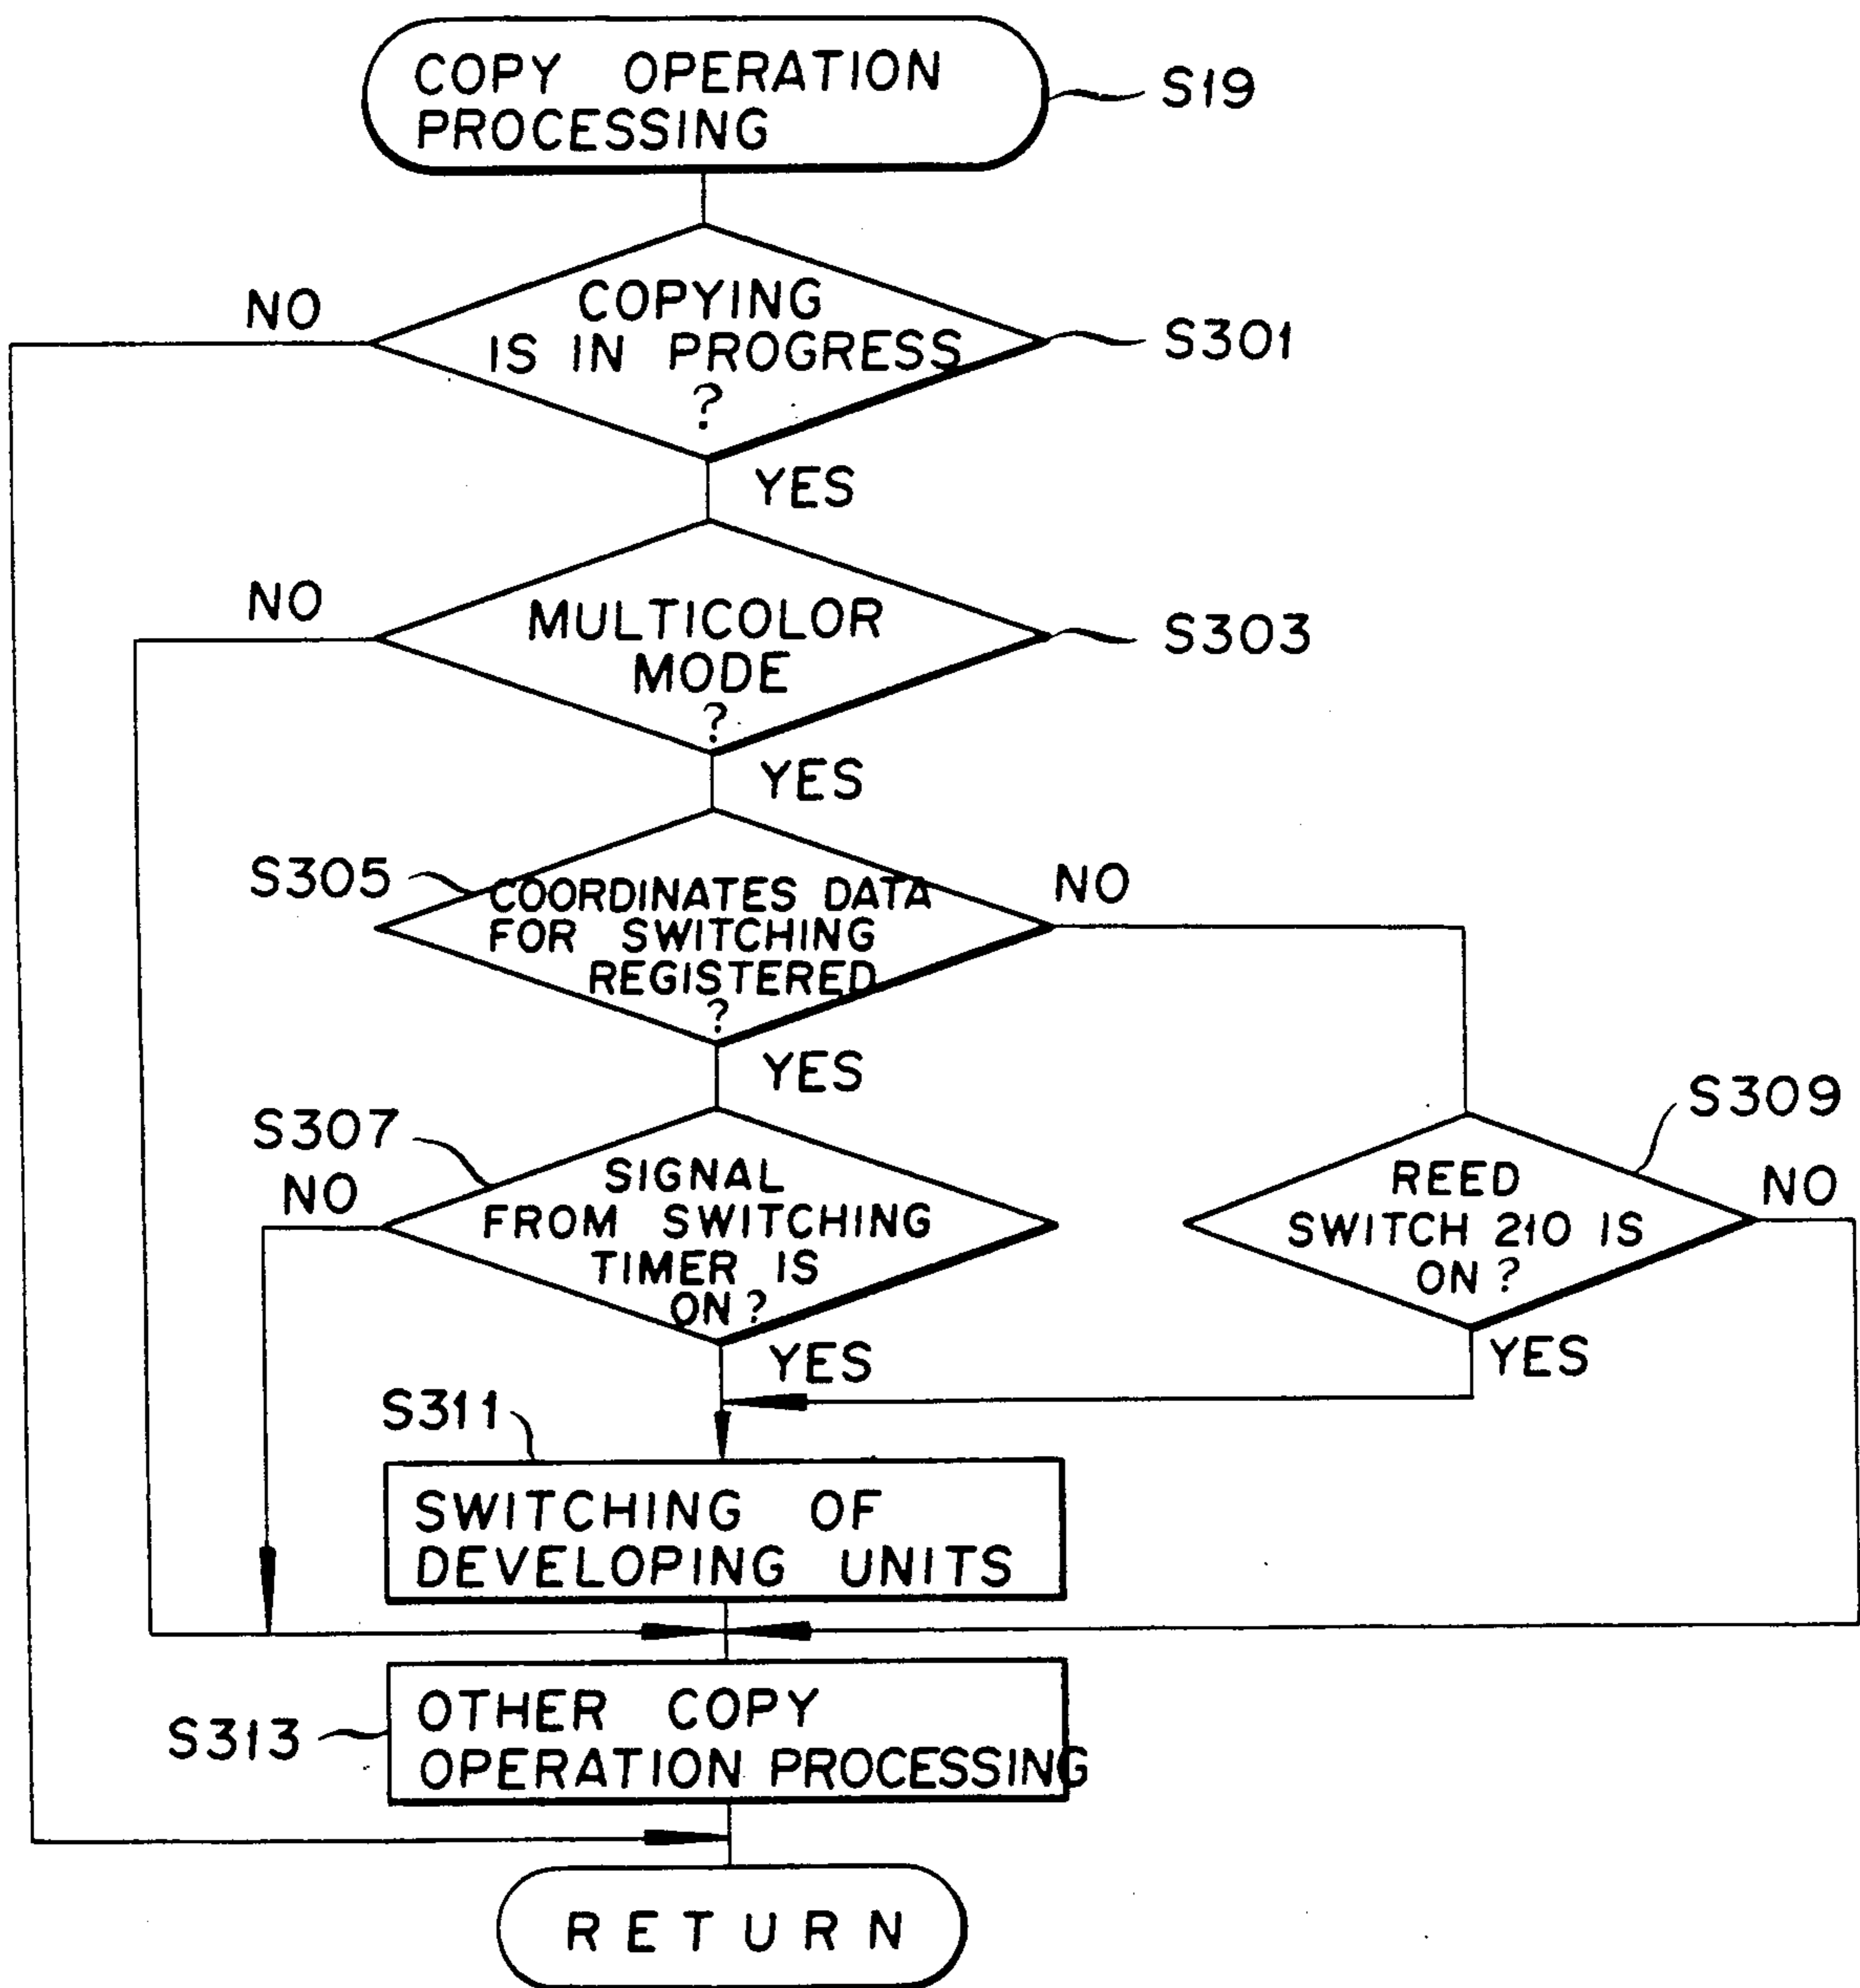 COPY OPERATION
PROCESSING
S19
NO
COPYING
IS IN PROGRESS
?
S301
YES
NO
MULTICOLOR
MODE
?
S303
YES
S305
COORDINATES DATA
FOR SWITCHING
REGISTERED
?
NO
YES
S307
NO
SIGNAL
FROM SWITCHING
TIMER IS
ON?
S309
REED
SWITCH 210 IS
ON?
NO
YES
YES
S311
SWITCHING OF
DEVELOPING UNITS
S313
OTHER COPY
OPERATION PROCESSING
RETURN